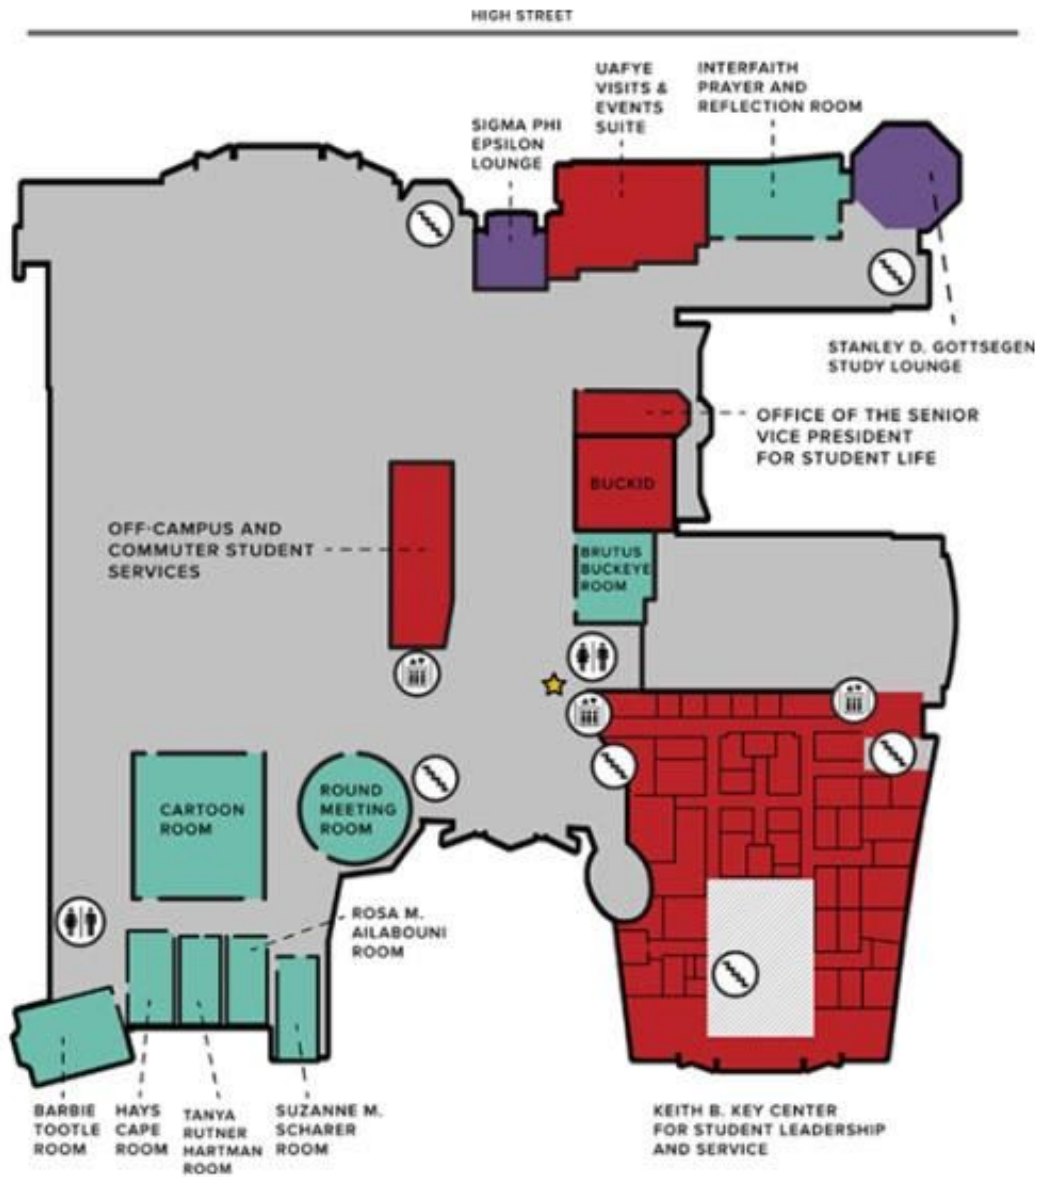 HIGH STREET
UAFYE
VISITS &
EVENTS
SUITE
INTERFAITH
PRAYER AND
REFLECTION ROOM
SIGMA PHI
EPSILON
LOUNGE
STANLEY D. GOTTSEGEN
STUDY LOUNGE
OFFICE OF THE SENIOR
VICE PRESIDENT
FOR STUDENT LIFE
BUCKID
OFF-CAMPUS AND
COMMUTER STUDENT
SERVICES
BRUTUS
BUCKEYE
ROOM
CARTOON
ROOM
ROUND
MEETING
ROOM
ROSA M.
AILABOUNI
ROOM
BARBIE
TOOTLE
ROOM
HAYS
CAPE
ROOM
TANYA
RUTNER
HARTMAN
ROOM
SUZANNE M.
SCHARER
ROOM
KEITH B. KEY CENTER
FOR STUDENT LEADERSHIP
AND SERVICE